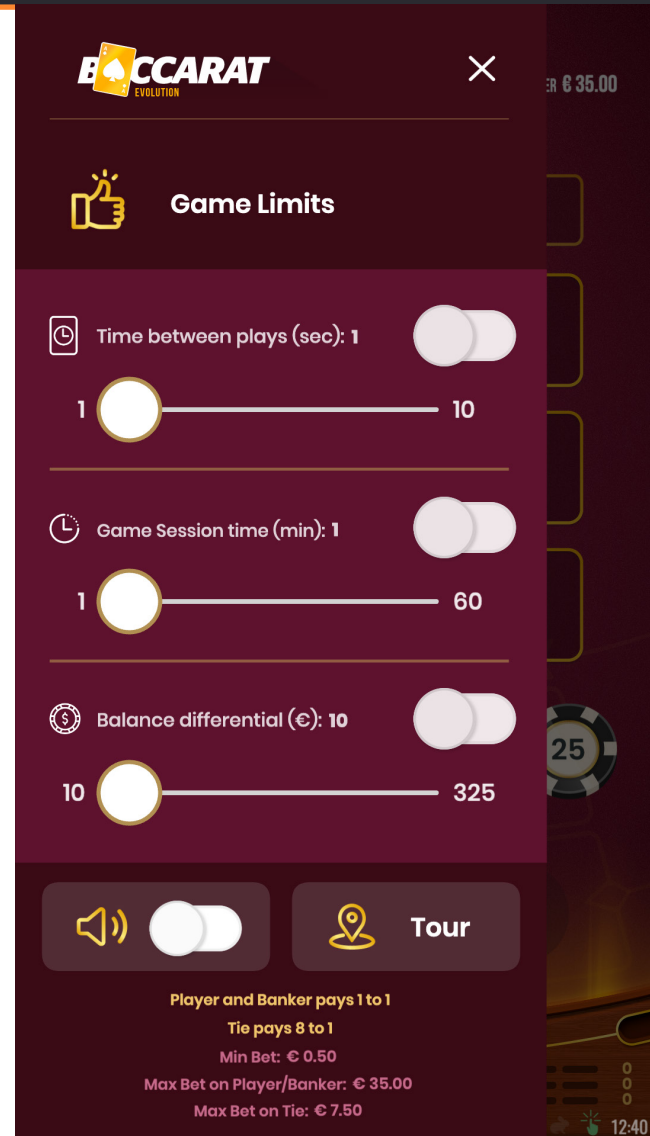 BACCARAT
EVOLUTION
€ 35.00
Game Limits
Time between plays (sec): 1
1 10
Game Session time (min): 1
1 60
Balance differential (€): 10
10 325
25
Tour
Player and Banker pays 1 to 1
Tie pays 8 to 1
Min Bet: € 0.50
Max Bet on Player/Banker: € 35.00
Max Bet on Tie: € 7.50
0
0
0
12:40